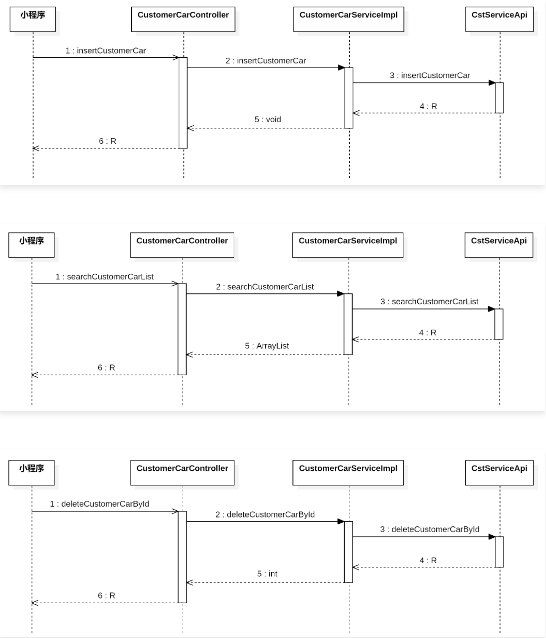 小程序 CustomerCarController CustomerCarServiceImpl CstServiceApi
1 : insertCustomerCar
2 : insertCustomerCar
3 : insertCustomerCar
4 : R
5 : void
6 : R
小程序 CustomerCarController CustomerCarServiceImpl CstServiceApi
1 : searchCustomerCarList
2 : searchCustomerCarList
3 : searchCustomerCarList
4 : R
5 : ArrayList
6 : R
小程序 CustomerCarController CustomerCarServiceImpl CstServiceApi
1 : deleteCustomerCarById
2 : deleteCustomerCarById
3 : deleteCustomerCarById
4 : R
5 : int
6 : R